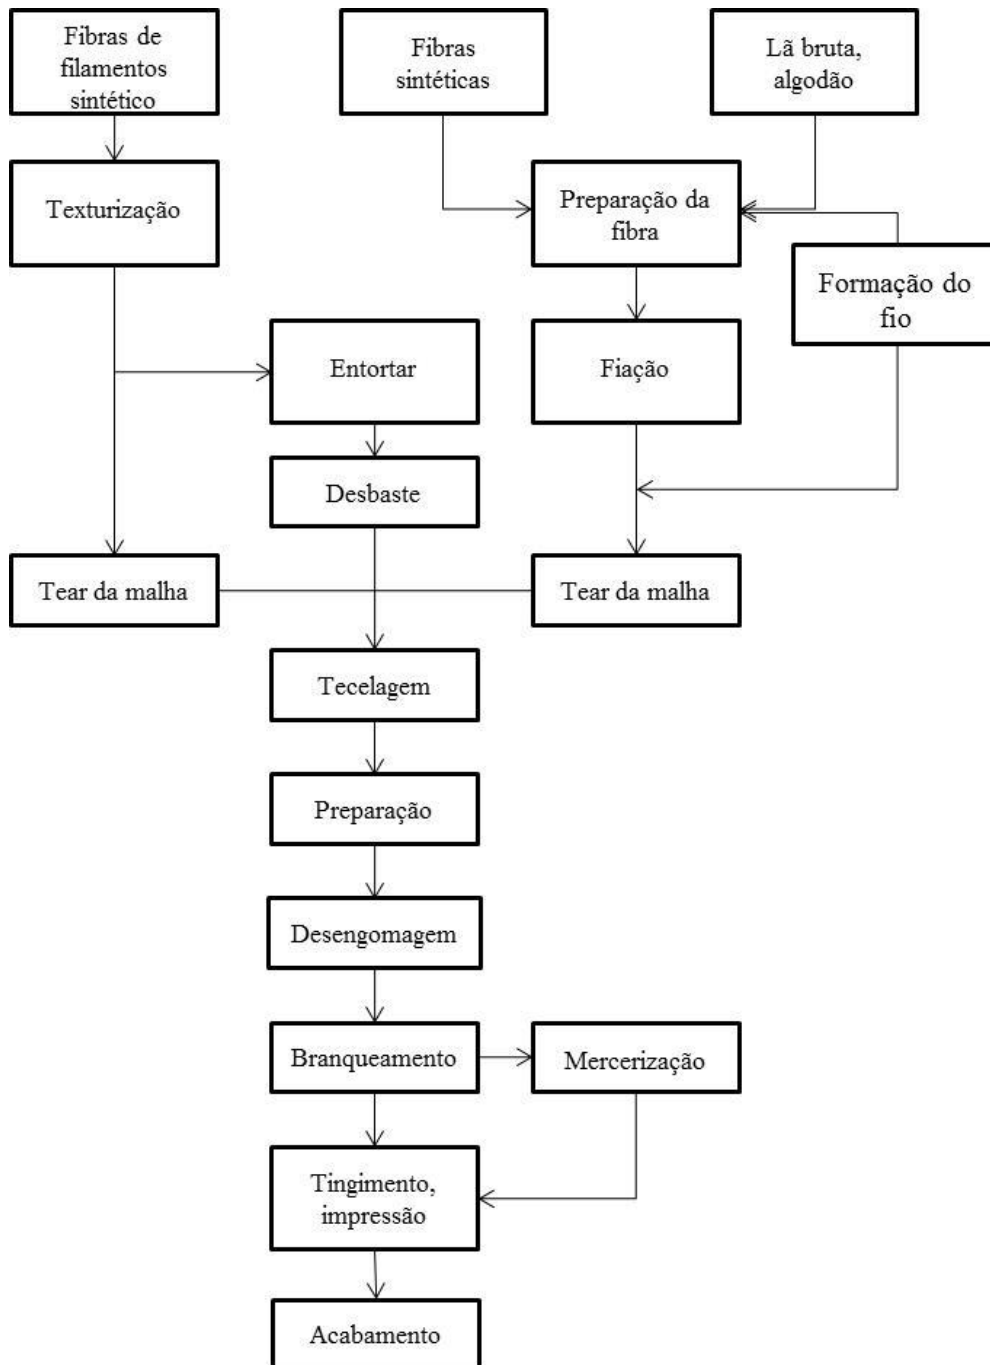 Fibras de
filamentos
sintético
Fibras
sintéticas
Lã bruta,
algodão
Texturização
Preparação da
fibra
Formação do
fio
Entortar
Fiação
Desbaste
Tear da malha
Tear da malha
Tecelagem
Preparação
Desengomagem
Branqueamento
Mercerização
Tingimento,
impressão
Acabamento